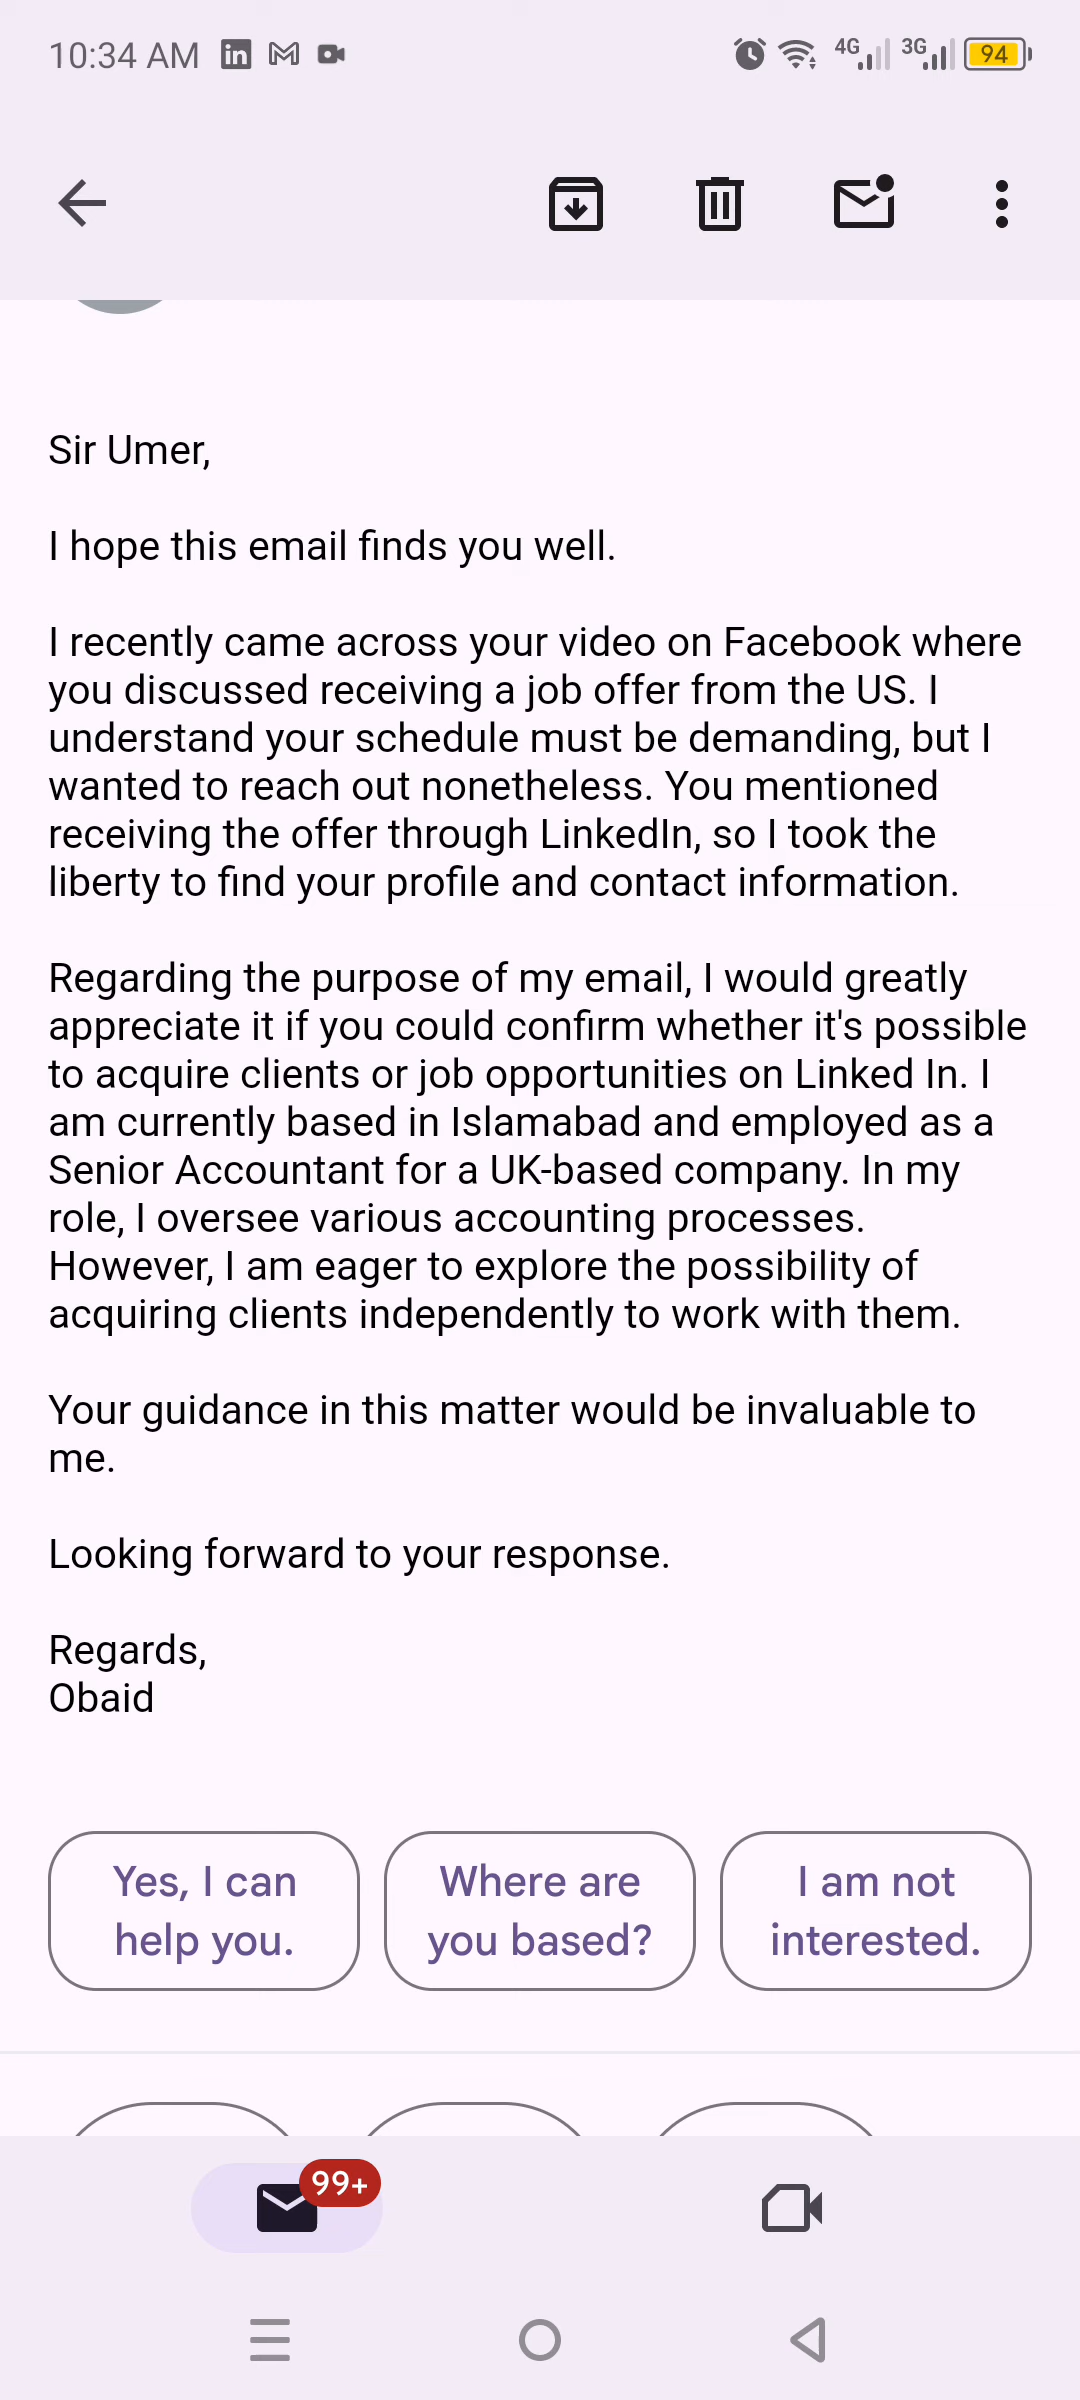 10:34 AM
4G 3G 94
Sir Umer,
I hope this email finds you well.
I recently came across your video on Facebook where
you discussed receiving a job offer from the US. I
understand your schedule must be demanding, but I
wanted to reach out nonetheless. You mentioned
receiving the offer through LinkedIn, so I took the
liberty to find your profile and contact information.
Regarding the purpose of my email, I would greatly
appreciate it if you could confirm whether it's possible
to acquire clients or job opportunities on Linked In. I
am currently based in Islamabad and employed as a
Senior Accountant for a UK-based company. In my
role, I oversee various accounting processes.
However, I am eager to explore the possibility of
acquiring clients independently to work with them.
Your guidance in this matter would be invaluable to
me.
Looking forward to your response.
Regards,
Obaid
Yes, I can
help you.
Where are
you based?
I am not
interested.
99+